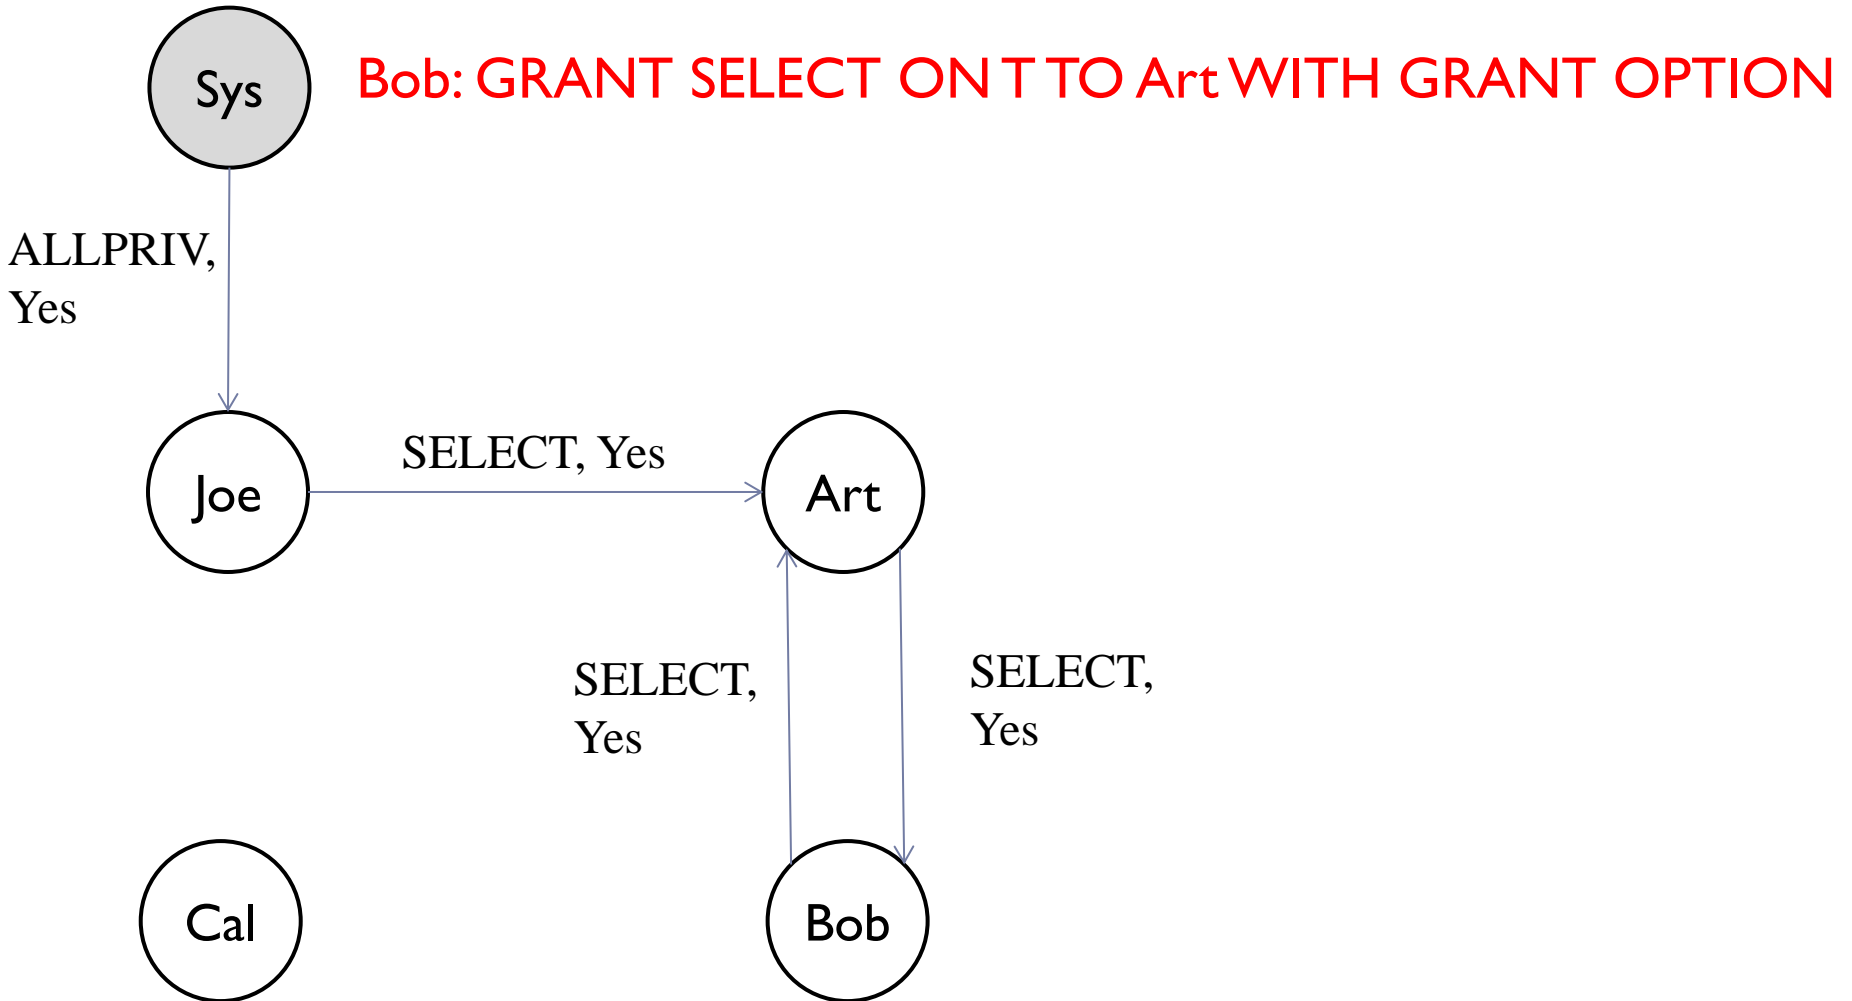 Sys
Bob: GRANT SELECT ON T TO Art WITH GRANT OPTION
ALLPRIV,
Yes
SELECT, Yes
Joe
Art
SELECT,
Yes
SELECT,
Yes
Cal
Bob